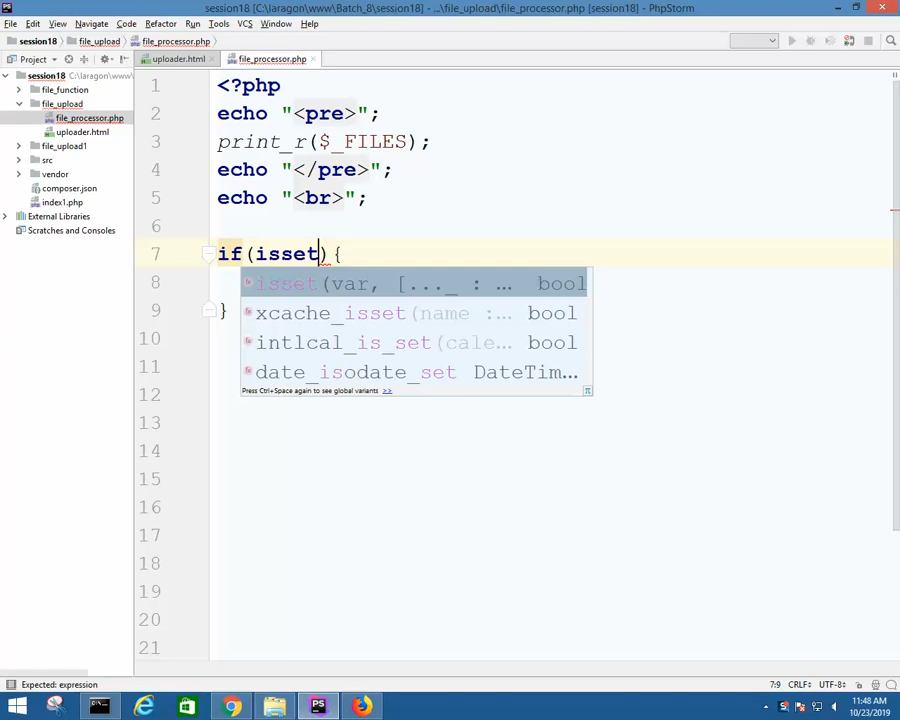 session18 [C:\laragon\www\Batch_8\session18] - ...\file_upload\file_processor.php [session18] - PhpStorm
File Edit View Navigate Code Refactor Run Tools VCS Window Help
session18 file_upload file_processor.php
Project uploader.html file_processor.php
session18 C:\laragon\www\
file_function
file_upload
file_processor.php
uploader.html
file_upload1
src
vendor
composer.json
index1.php
External Libraries
Scratches and Consoles
1 <?php
2 echo "<pre>";
3 print_r($_FILES);
4 echo "</pre>";
5 echo "<br>";
6
7 if(isset){
8
9 }
10
11
12
13
14
15
16
17
18
19
20
21
isset(var, [..._ : ... bool
xcache_isset(name :... bool
intlcal_is_set(cale... bool
date_isodate_set DateTim...
Press Ctrl+Space again to see global variants >>
π
Expected: expression 7:9 CRLF÷ UTF-8÷
11:48 AM
10/23/2019